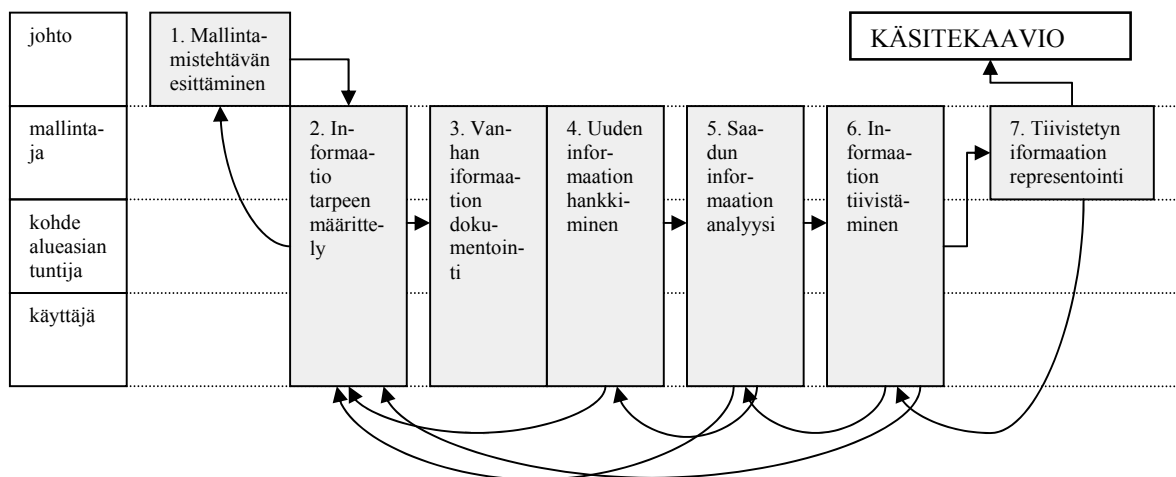 johto
1. Mallinta-
mistehtävän
esittäminen
KÄSITEKAAVIO
mallinta-
ja
2. In-
formaa-
tio
tarpeen
määritte-
ly
3. Van-
han
iformaa-
tion
doku-
mentoin-
ti
4. Uuden
infor-
maation
hankki-
minen
5. Saa-
dun
infor-
maation
analyysi
6. In-
formaa-
tion
tiivistä-
minen
7. Tiivistetyn
iformaation
representointi
kohde
alueasian
tuntija
käyttäjä